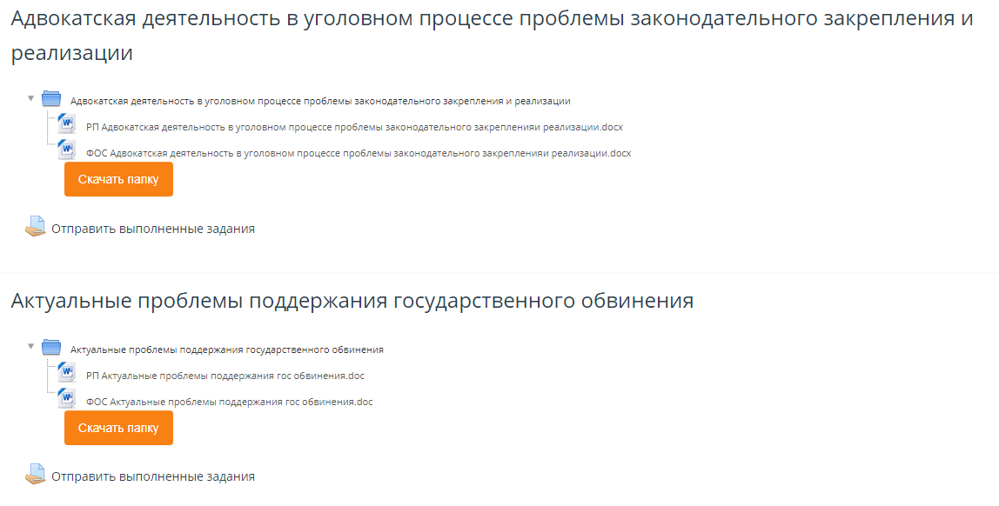 Адвокатская деятельность в уголовном процессе проблемы законодательного закрепления и
реализации
Адвокатская деятельность в уголовном процессе проблемы законодательного закрепления и реализации
РП Адвокатская деятельность в уголовном процессе проблемы законодательного закрепленияи реализации.docx
ФОС Адвокатская деятельность в уголовном процессе проблемы законодательного закрепленияи реализации.docx
Скачать папку
Отправить выполненные задания
Актуальные проблемы поддержания государственного обвинения
Актуальные проблемы поддержания государственного обвинения
РП Актуальные проблемы поддержания гос обвинения.doc
ФОС Актуальные проблемы поддержания гос обвинения.doc
Скачать папку
Отправить выполненные задания